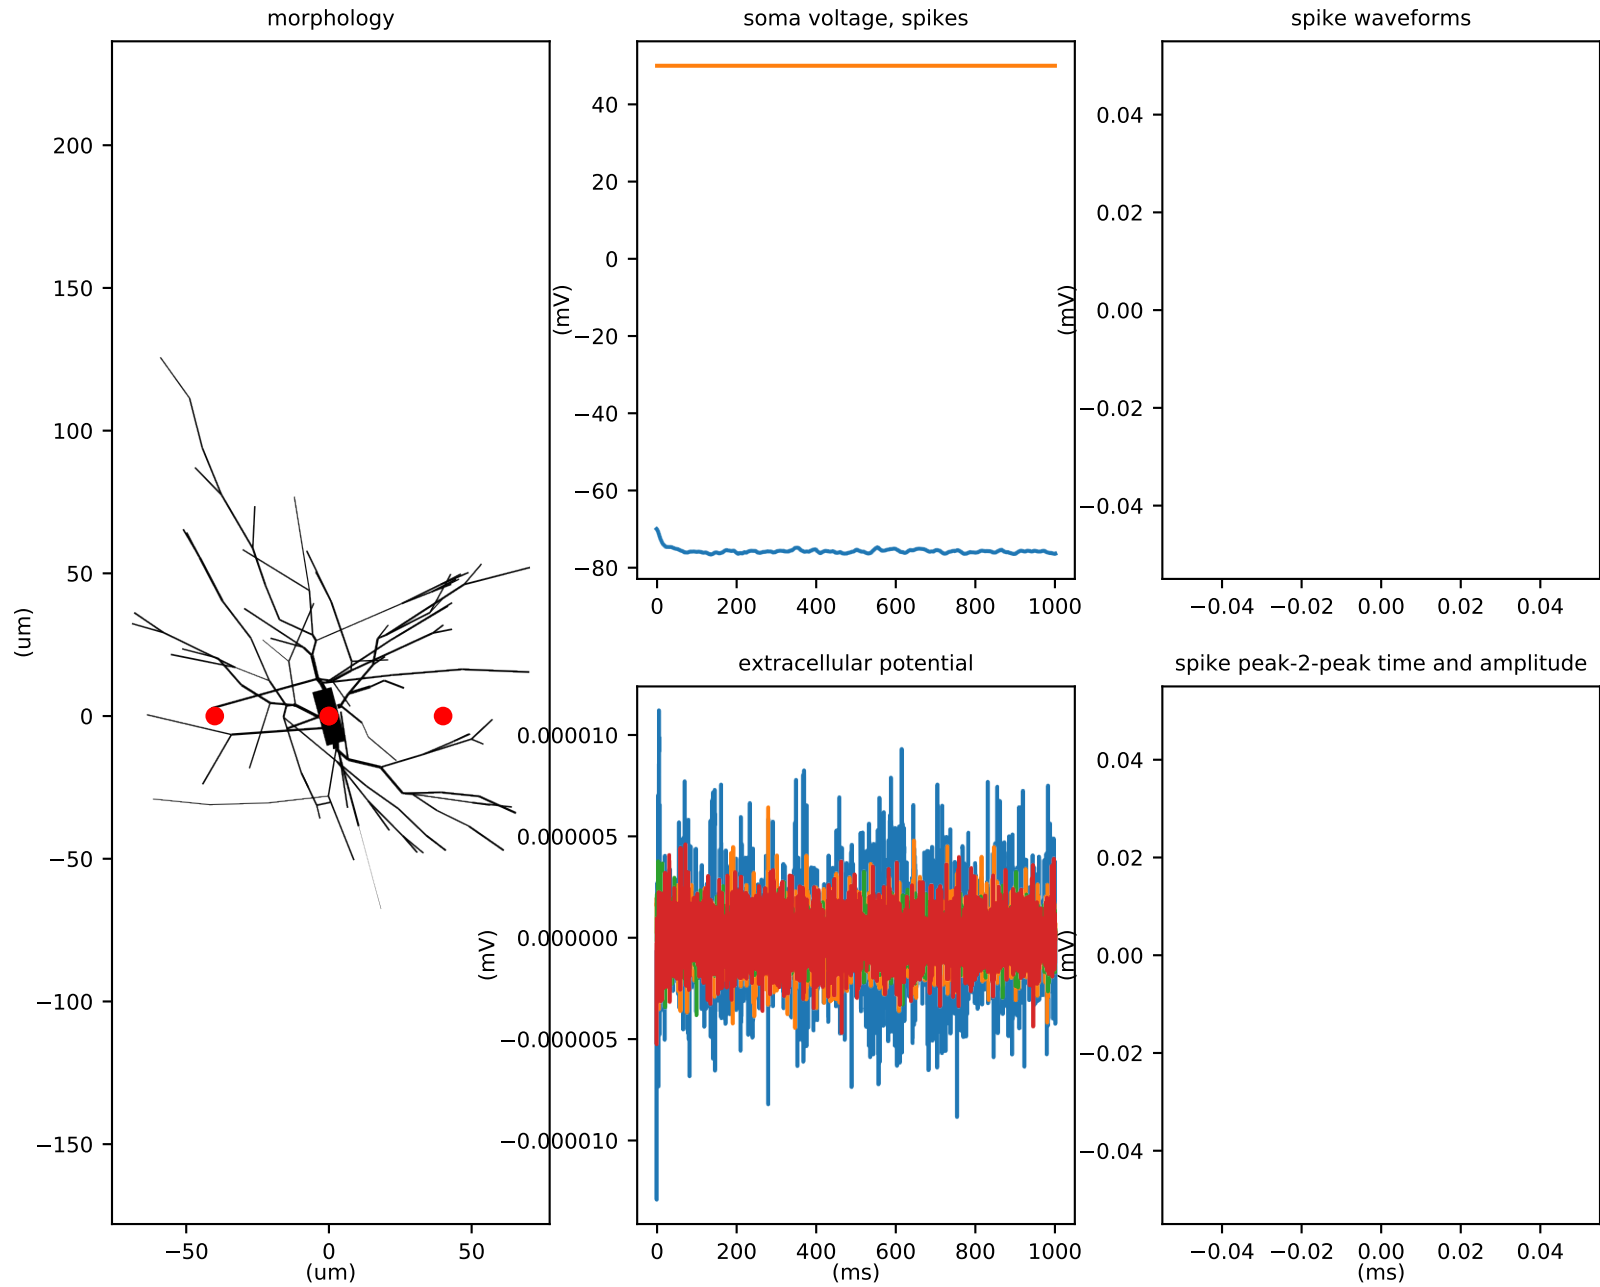 morphology
200
150
100
50
0
−50
−100
−150
(um)
−50 0 50
(um)
soma voltage, spikes
40
20
0
−20
−40
−60
−80
(mV)
0 200 400 600 800 1000
spike waveforms
0.04
0.02
0.00
−0.02
−0.04
(mV)
−0.04 −0.02 0.00 0.02 0.04
extracellular potential
0.000010
0.000005
0.000000
−0.000005
−0.000010
(mV)
0 200 400 600 800 1000
(ms)
spike peak-2-peak time and amplitude
0.04
0.02
0.00
−0.02
−0.04
(mV)
−0.04 −0.02 0.00 0.02 0.04
(ms)